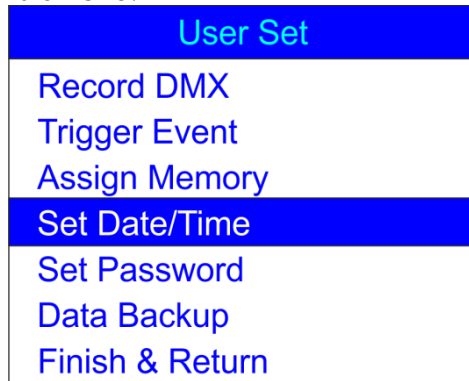 User Set
Record DMX
Trigger Event
Assign Memory
Set Date/Time
Set Password
Data Backup
Finish & Return